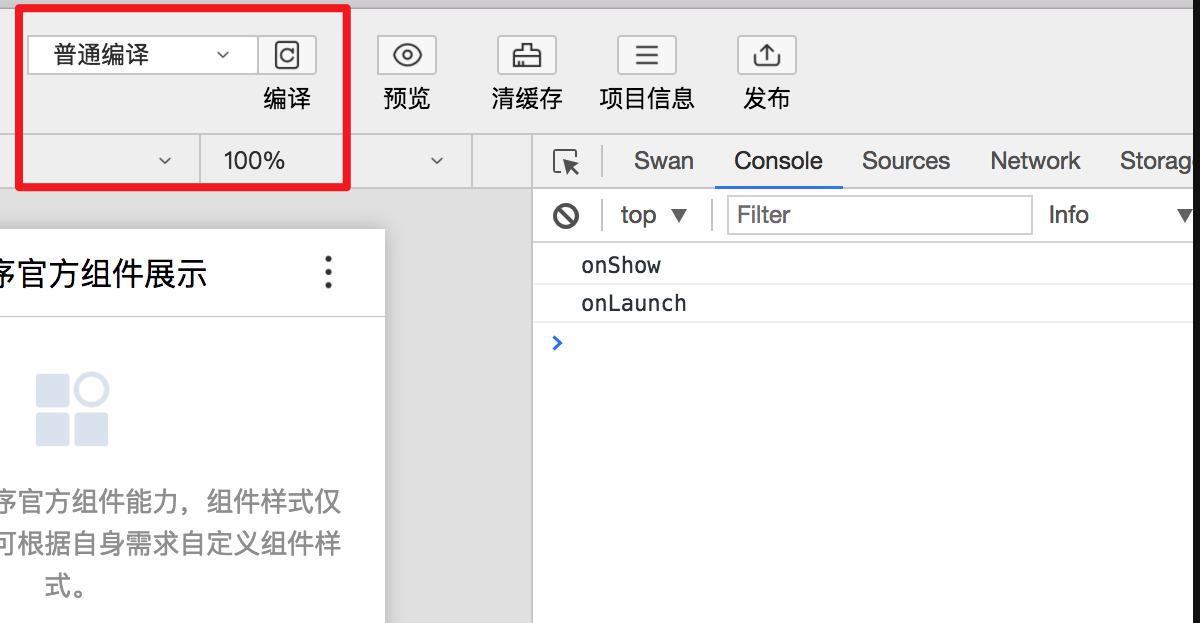 普通编译
编译
预览
清缓存
项目信息
发布
100%
Swan
Console
Sources
Network
Storag
top
Filter
Info
onShow
onLaunch
序官方组件展示
序官方组件能力，组件样式仅
可根据自身需求自定义组件样
式。